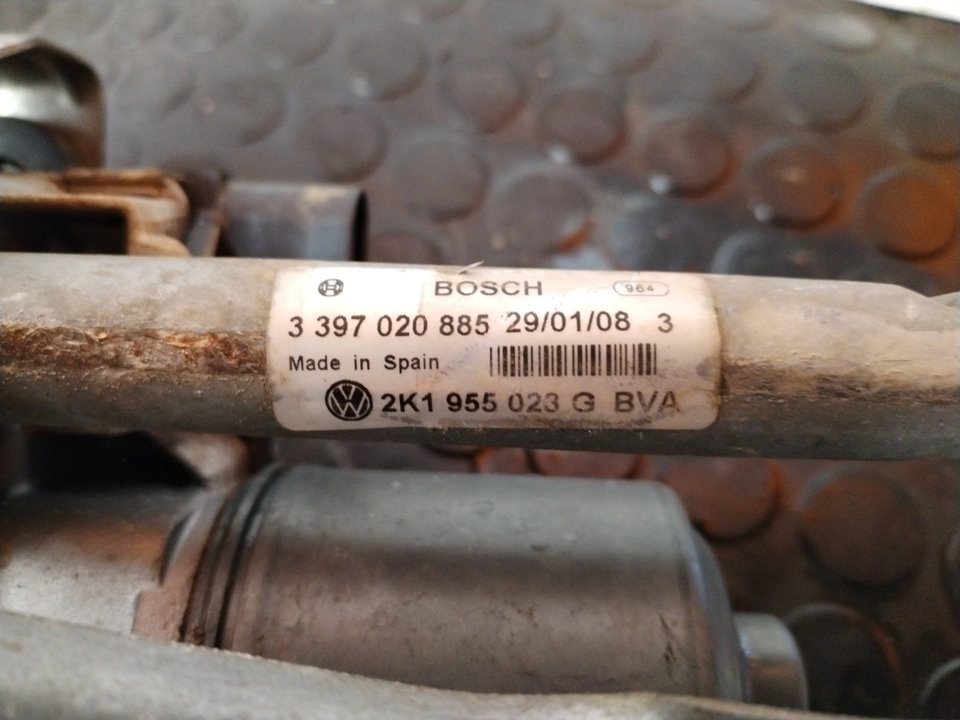 BOSCH 964
3 397 020 885 29/01/08 3
Made in Spain
2K1 955 023 G BVA